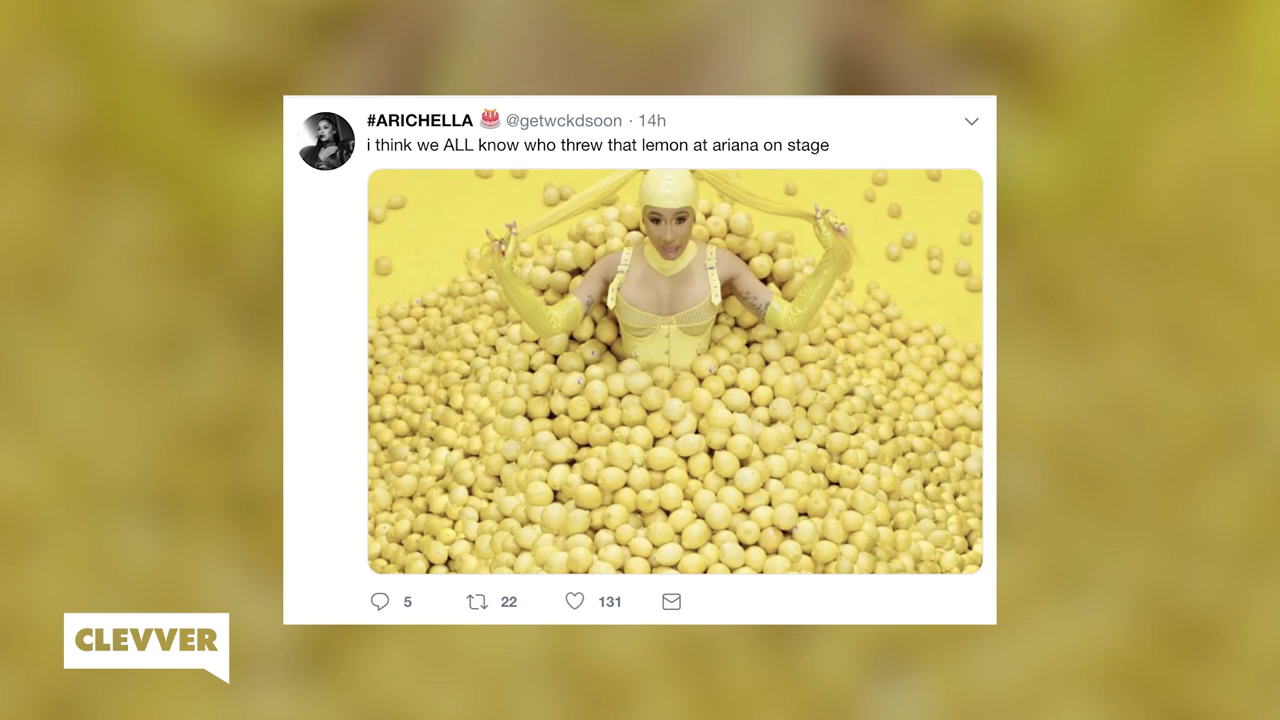 #ARICHELLA 🎂 @getwckdsoon · 14h
i think we ALL know who threw that lemon at ariana on stage
5 22 131
CLEVVER